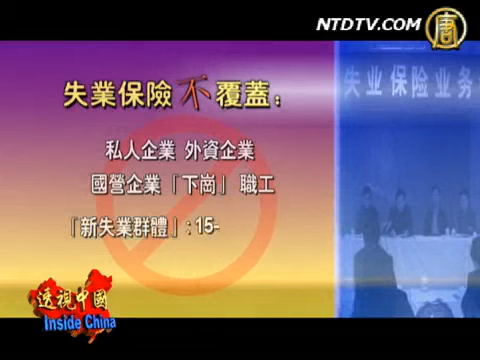 NTDTV.COM
唐
失業保險不覆蓋：
失业保险业务
私人企業 外資企業
國營企業「下崗」職工
「新失業群體」: 15-
透視中國
Inside China